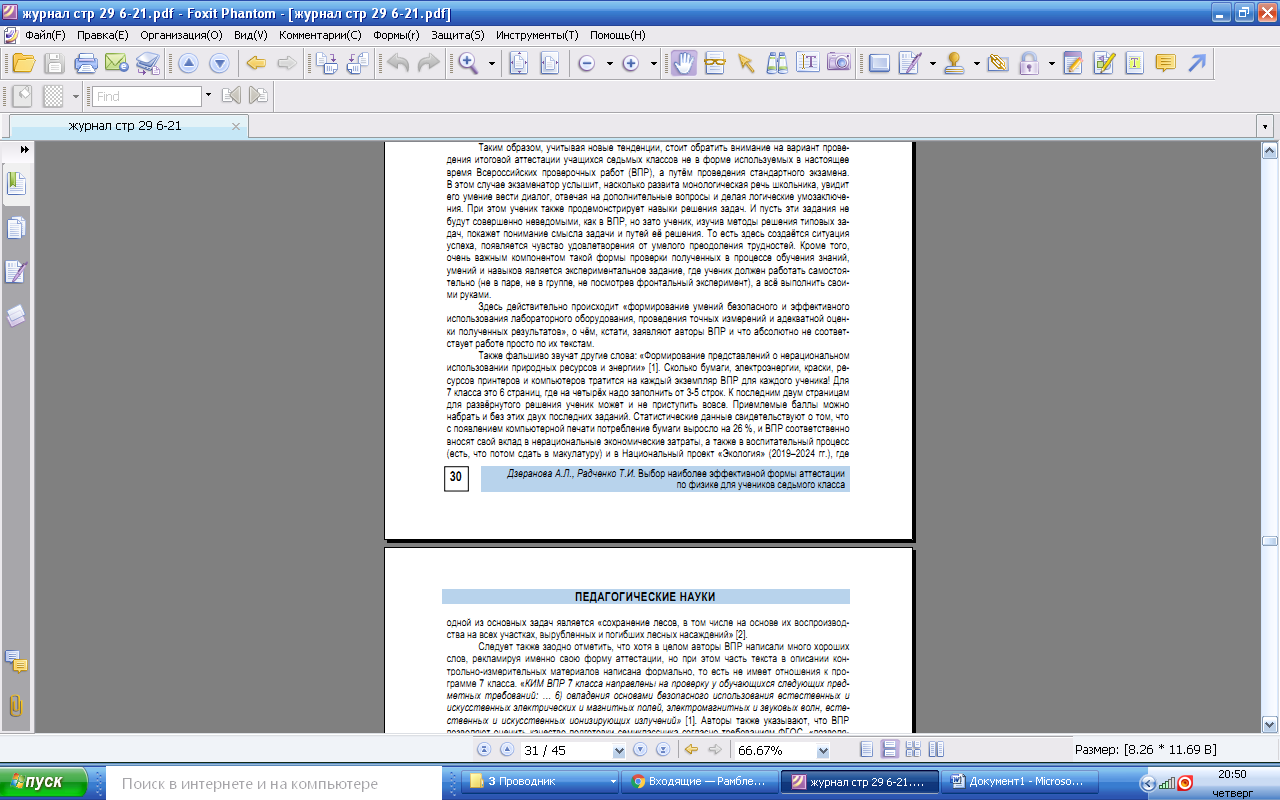 журнал стр 29 6-21.pdf - Foxit Phantom - [журнал стр 29 6-21.pdf]
Файл(F) Правка(E) Организация(O) Вид(V) Комментарии(C) Формы(г) Защита(S) Инструменты(T) Помощь(H)
Find
журнал стр 29 6-21
Таким образом, учитывая новые тенденции, стоит обратить внимание на вариант прове-
дения итоговой аттестации учащихся седьмых классов не в форме используемых в настоящее
время Всероссийских проверочных работ (ВПР), а путём проведения стандартного экзамена.
В этом случае экзаменатор услышит, насколько развита монологическая речь школьника, увидит
его умение вести диалог, отвечая на дополнительные вопросы и делая логические умозаключе-
ния. При этом ученик также продемонстрирует навыки решения задач. И пусть эти задания не
будут совершенно неведомыми, как в ВПР, но зато ученик, изучив методы решения типовых за-
дач, покажет понимание смысла задачи и путей её решения. То есть здесь создаётся ситуация
успеха, появляется чувство удовлетворения от умелого преодоления трудностей. Кроме того,
очень важным компонентом такой формы проверки полученных в процессе обучения знаний,
умений и навыков является экспериментальное задание, где ученик должен работать самостоя-
тельно (не в паре, не в группе, не посмотрев фронтальный эксперимент), а всё выполнить свои-
ми руками.
Здесь действительно происходит «формирование умений безопасного и эффективного
использования лабораторного оборудования, проведения точных измерений и адекватной оцен-
ки полученных результатов», о чём, кстати, заявляют авторы ВПР и что абсолютно не соответ-
ствует работе просто по их текстам.
Также фальшиво звучат другие слова: «Формирование представлений о нерациональном
использовании природных ресурсов и энергии» [1]. Сколько бумаги, электроэнергии, краски, ре-
сурсов принтеров и компьютеров тратится на каждый экземпляр ВПР для каждого ученика! Для
7 класса это 6 страниц, где на четырёх надо заполнить от 3-5 строк. К последним двум страницам
для развёрнутого решения ученик может и не приступить вовсе. Приемлемые баллы можно
набрать и без этих двух последних заданий. Статистические данные свидетельствуют о том, что
с появлением компьютерной печати потребление бумаги выросло на 26 %, и ВПР соответственно
вносят свой вклад в нерациональные экономические затраты, а также в воспитательный процесс
(есть, что потом сдать в макулатуру) и в Национальный проект «Экология» (2019–2024 гг.), где
30
Дзеранова А.Л., Радченко Т.И. Выбор наиболее эффективной формы аттестации
по физике для учеников седьмого класса
ПЕДАГОГИЧЕСКИЕ НАУКИ
одной из основных задач является «сохранение лесов, в том числе на основе их воспроизвод-
ства на всех участках, вырубленных и погибших лесных насаждений» [2].
Следует также заодно отметить, что хотя в целом авторы ВПР написали много хороших
слов, рекламируя именно свою форму аттестации, но при этом часть текста в описании кон-
трольно-измерительных материалов написана формально, то есть не имеет отношения к про-
грамме 7 класса. «КИМ ВПР 7 класса направлены на проверку у обучающихся следующих пред-
метных требований: ... 6) овладения основами безопасного использования естественных и
искусственных электрических и магнитных полей, электромагнитных и звуковых волн, есте-
ственных и искусственных ионизирующих излучений» [1]. Авторы также указывают, что ВПР
позволяют оценить качество подготовки семиклассника согласно требованиям ФГОС, «позволя-
31 / 45 66.67% Размер: [8.26 * 11.69 В]
пуск Поиск в интернете и на компьютере 3 Проводник Входящие — Рамбле... журнал стр 29 6-21.... Документ1 - Microso... 20:50
четверг